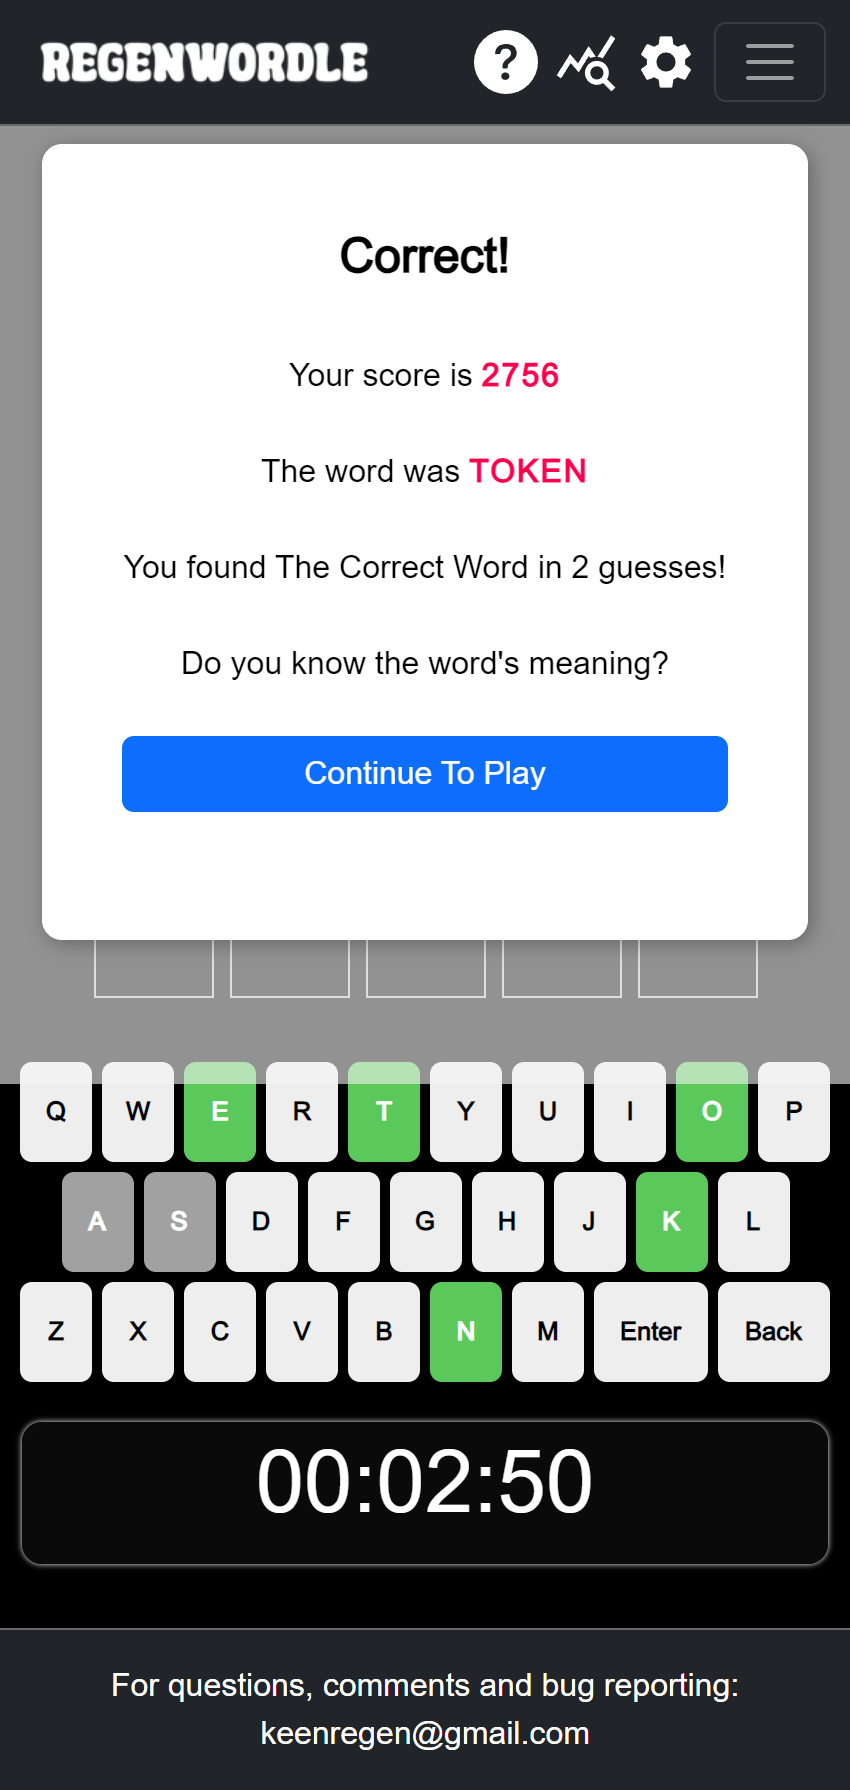 REGENWORDLE
?
Correct!
Your score is 2756
The word was TOKEN
You found The Correct Word in 2 guesses!
Do you know the word's meaning?
Continue To Play
Q W E R T Y U I O P
A S D F G H J K L
Z X C V B N M Enter Back
00:02:50
For questions, comments and bug reporting:
keenregen@gmail.com